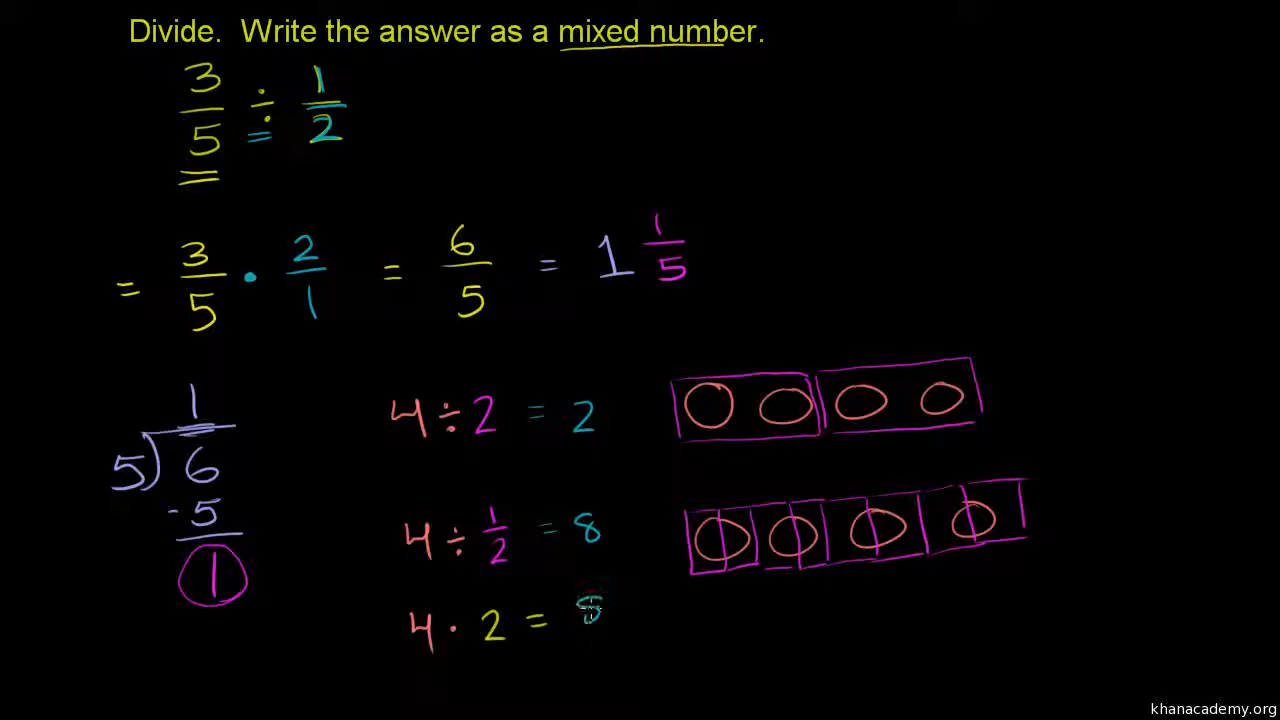 Divide. Write the answer as a mixed number.
3/5 ÷ 1/2
= 3/5 · 2/1 = 6/5 = 1 1/5
1
5)6
-5
1
4÷2 = 2
4÷1/2 = 8
4·2 = 8
khanacademy.org